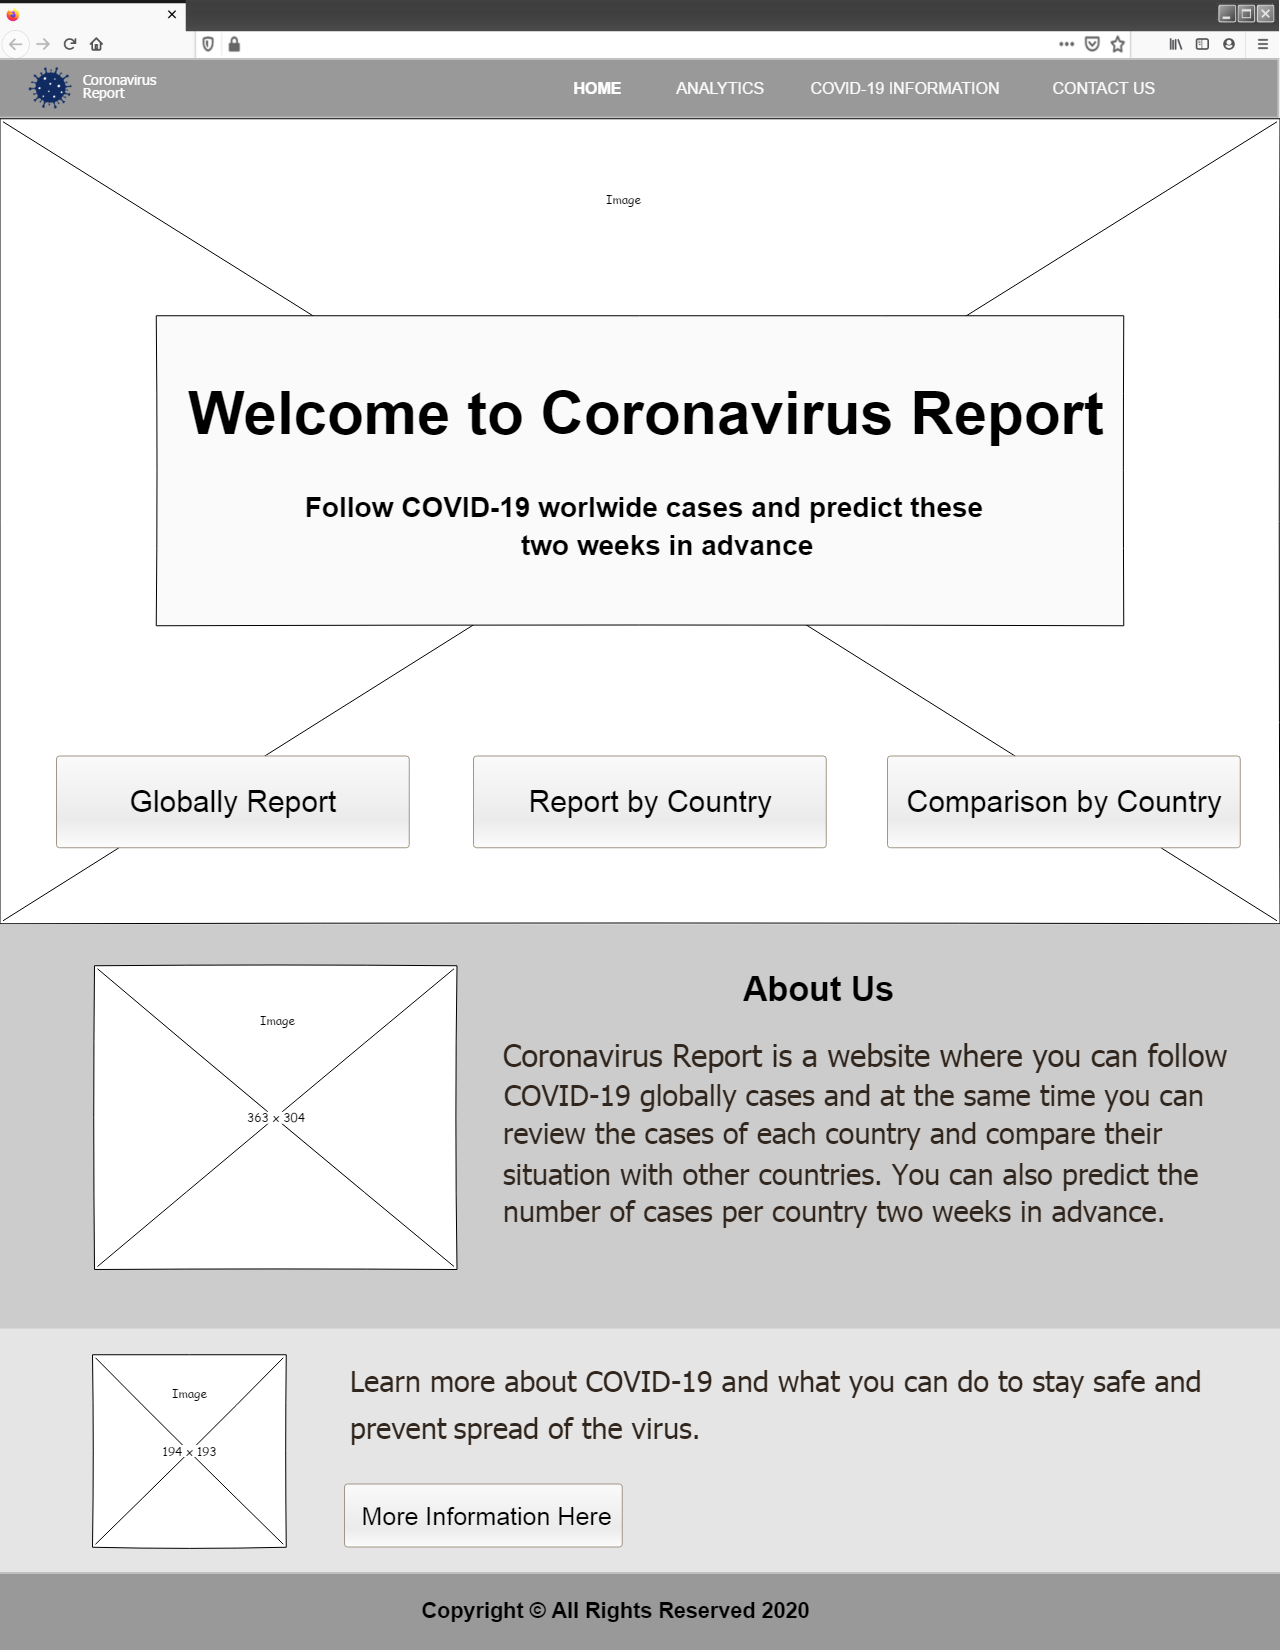 Coronavirus
Report
HOME ANALYTICS COVID-19 INFORMATION CONTACT US
Image
Welcome to Coronavirus Report
Follow COVID-19 worlwide cases and predict these
two weeks in advance
Globally Report
Report by Country
Comparison by Country
Image
363 x 304
About Us
Coronavirus Report is a website where you can follow
COVID-19 globally cases and at the same time you can
review the cases of each country and compare their
situation with other countries. You can also predict the
number of cases per country two weeks in advance.
Image
194 x 193
Learn more about COVID-19 and what you can do to stay safe and
prevent spread of the virus.
More Information Here
Copyright © All Rights Reserved 2020